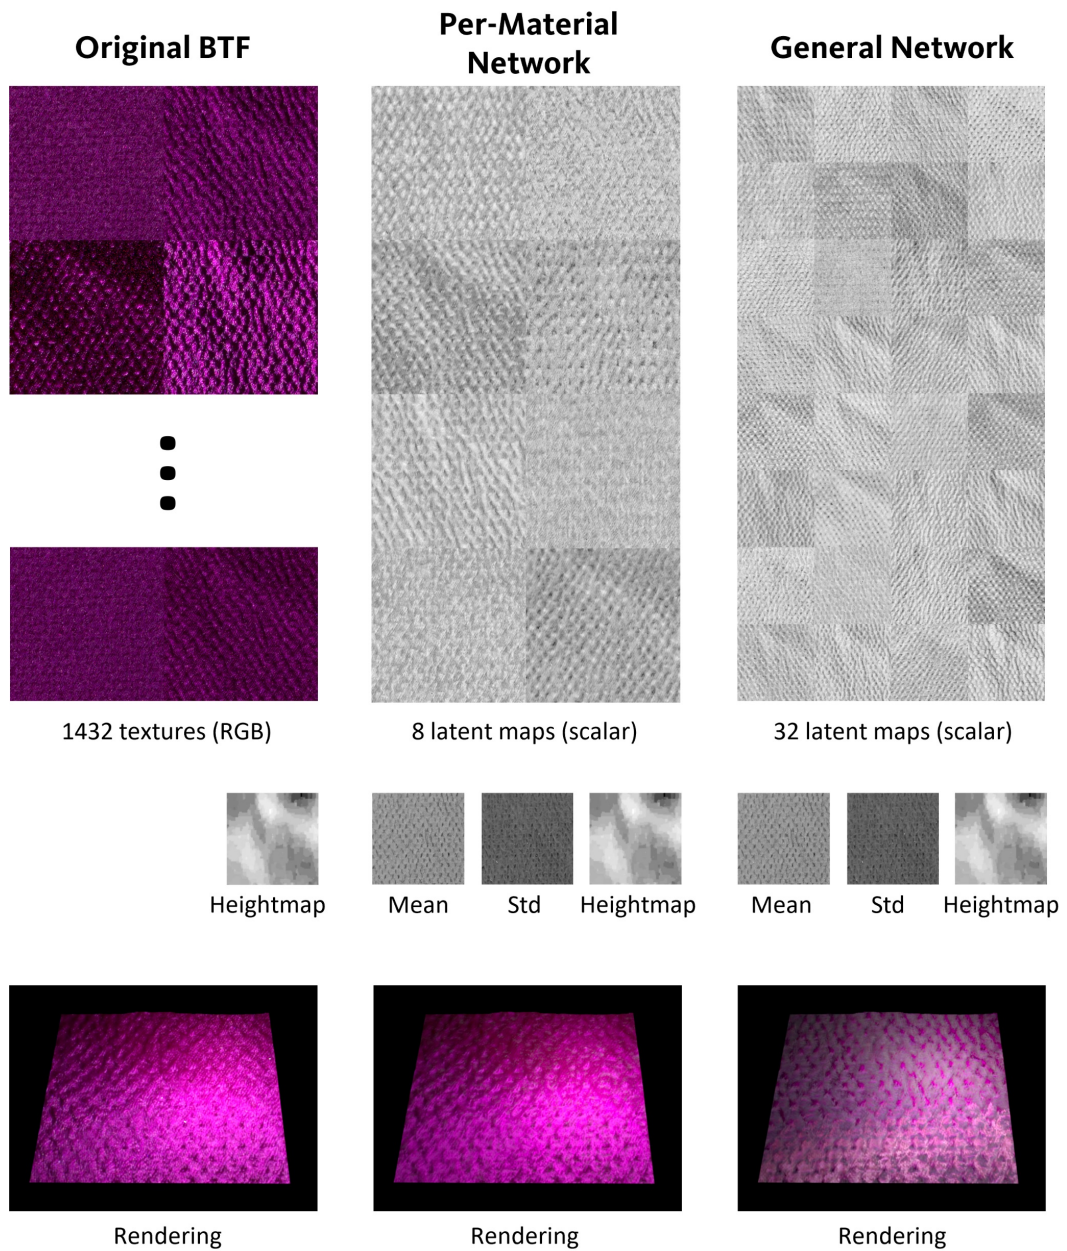 Original BTF
Per-Material
Network
General Network
1432 textures (RGB)
8 latent maps (scalar)
32 latent maps (scalar)
Heightmap
Mean
Std
Heightmap
Mean
Std
Heightmap
Rendering
Rendering
Rendering